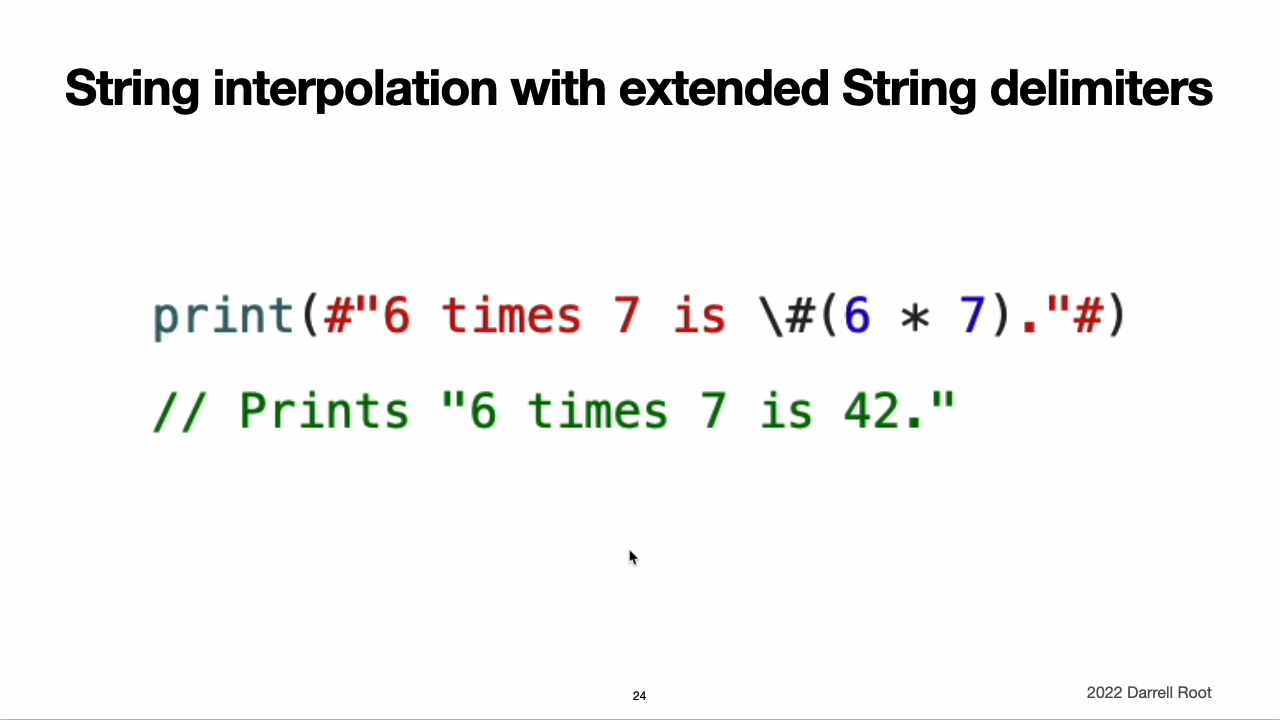 String interpolation with extended String delimiters
print(#"6 times 7 is \#(6 * 7)."#)
// Prints "6 times 7 is 42."
24
2022 Darrell Root